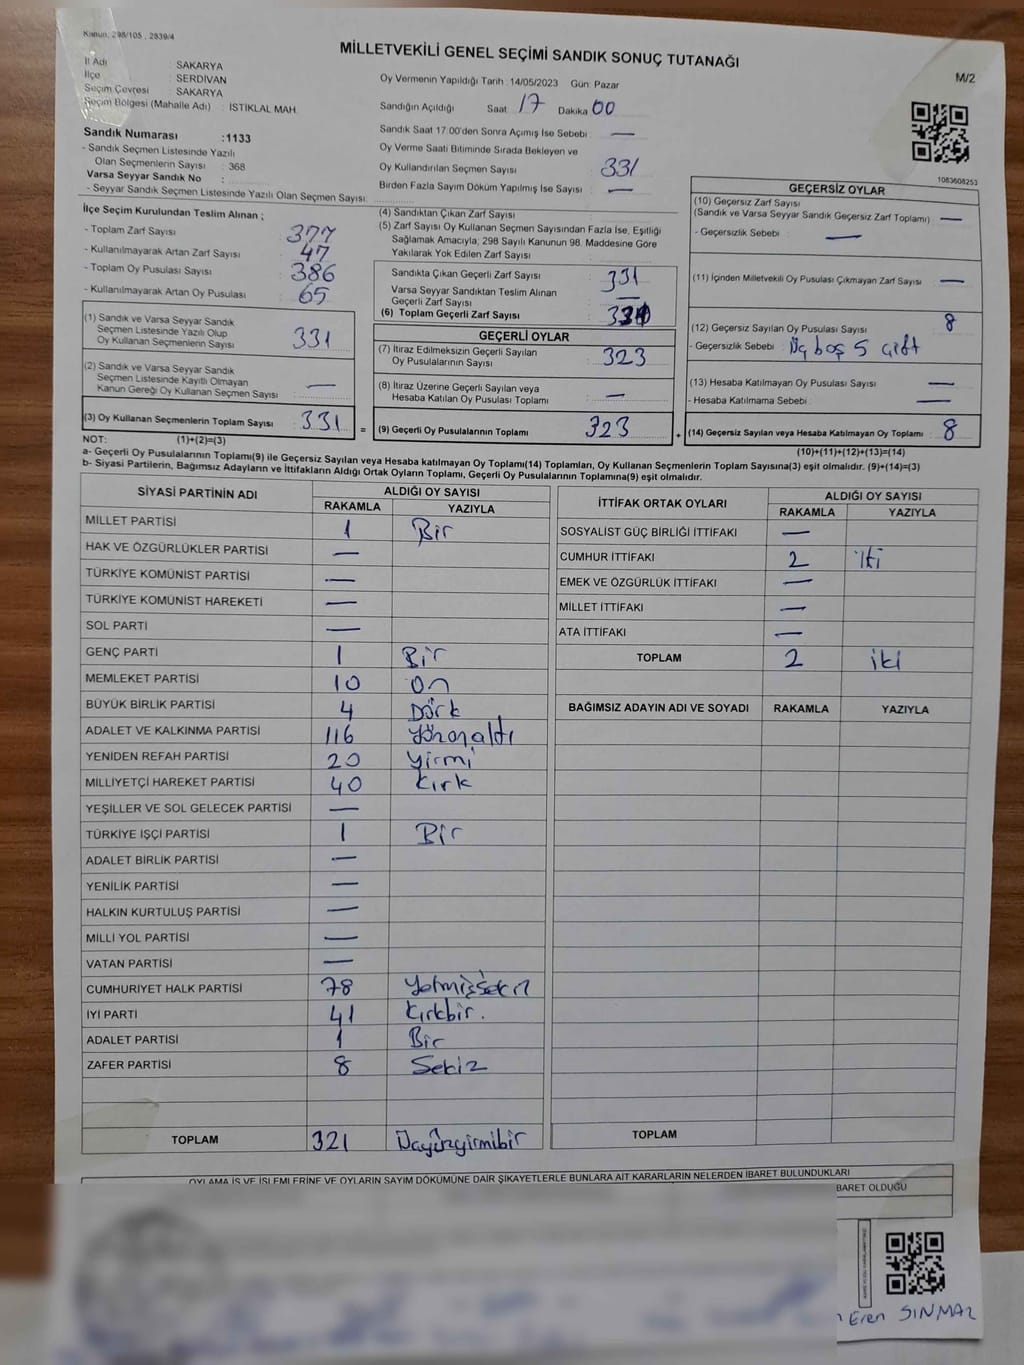 Kanun: 298/105 , 2839/4
MİLLETVEKİLİ GENEL SEÇİMİ SANDIK SONUÇ TUTANAĞI
M/2
İl Adı : SAKARYA
İlçe : SERDİVAN
Seçim Çevresi : SAKARYA
Seçim Bölgesi (Mahalle Adı) : İSTİKLAL MAH.
Oy Vermenin Yapıldığı Tarih : 14/05/2023 Gün: Pazar
Sandığın Açıldığı Saat 17 Dakika 00
Sandık Saat 17:00'den Sonra Açımış İse Sebebi : —
Oy Verme Saati Bitiminde Sırada Bekleyen ve
Oy Kullandırılan Seçmen Sayısı : 331
Birden Fazla Sayım Döküm Yapılmış İse Sayısı : —
Sandık Numarası :1133
- Sandık Seçmen Listesinde Yazılı
Olan Seçmenlerin Sayısı : 368
Varsa Seyyar Sandık No :
- Seyyar Sandık Seçmen Listesinde Yazılı Olan Seçmen Sayısı:
İlçe Seçim Kurulundan Teslim Alınan ;
- Toplam Zarf Sayısı : 377
- Kullanılmayarak Artan Zarf Sayısı : 47
- Toplam Oy Pusulası Sayısı : 386
- Kullanılmayarak Artan Oy Pusulası : 65
(1) Sandık ve Varsa Seyyar Sandık
Seçmen Listesinde Yazılı Olup
Oy Kullanan Seçmenlerin Sayısı : 331
(2) Sandık ve Varsa Seyyar Sandık
Seçmen Listesinde Kayıtlı Olmayan
Kanun Gereği Oy Kullanan Seçmen Sayısı : —
(3) Oy Kullanan Seçmenlerin Toplam Sayısı : 331
(1)+(2)=(3)
(4) Sandıktan Çıkan Zarf Sayısı :
(5) Zarf Sayısı Oy Kullanan Seçmen Sayısından Fazla İse, Eşitliği
Sağlamak Amacıyla; 298 Sayılı Kanunun 98. Maddesine Göre
Yakılarak Yok Edilen Zarf Sayısı :
Sandıkta Çıkan Geçerli Zarf Sayısı : 331
Varsa Seyyar Sandıktan Teslim Alınan
Geçerli Zarf Sayısı : —
(6) Toplam Geçerli Zarf Sayısı :
GEÇERLİ OYLAR
(7) İtiraz Edilmeksizin Geçerli Sayılan
Oy Pusulalarının Sayısı : 323
(8) İtiraz Üzerine Geçerli Sayılan veya
Hesaba Katılan Oy Pusulası Toplamı : —
= (9) Geçerli Oy Pusulalarının Toplamı : 323
1083608253
GEÇERSİZ OYLAR
(10) Geçersiz Zarf Sayısı
(Sandık ve Varsa Seyyar Sandık Geçersiz Zarf Toplamı) : —
- Geçersizlik Sebebi : —
(11) İçinden Milletvekili Oy Pusulası Çıkmayan Zarf Sayısı : —
(12) Geçersiz Sayılan Oy Pusulası Sayısı : 8
- Geçersizlik Sebebi : Üç boş 5 çift
(13) Hesaba Katılmayan Oy Pusulası Sayısı : —
- Hesaba Katılmama Sebebi : —
+ (14) Geçersiz Sayılan veya Hesaba Katılmayan Oy Toplamı : 8
(10)+(11)+(12)+(13)=(14)
NOT:
a- Geçerli Oy Pusulalarının Toplamı(9) ile Geçersiz Sayılan veya Hesaba katılmayan Oy Toplamı(14) Toplamları, Oy Kullanan Seçmenlerin Toplam Sayısına(3) eşit olmalıdır. (9)+(14)=(3)
b- Siyasi Partilerin, Bağımsız Adayların ve İttifakların Aldığı Ortak Oyların Toplamı, Geçerli Oy Pusulalarının Toplamına(9) eşit olmalıdır.
SİYASİ PARTİNİN ADI ALDIĞI OY SAYISI
RAKAMLA YAZIYLA
MİLLET PARTİSİ 1 Bir
HAK VE ÖZGÜRLÜKLER PARTİSİ —
TÜRKİYE KOMÜNİST PARTİSİ —
TÜRKİYE KOMÜNİST HAREKETİ —
SOL PARTİ —
GENÇ PARTİ 1 Bir
MEMLEKET PARTİSİ 10 On
BÜYÜK BİRLİK PARTİSİ 4 Dört
ADALET VE KALKINMA PARTİSİ 116 Yüzonaltı
YENİDEN REFAH PARTİSİ 20 Yirmi
MİLLİYETÇİ HAREKET PARTİSİ 40 Kırk
YEŞİLLER VE SOL GELECEK PARTİSİ —
TÜRKİYE İŞÇİ PARTİSİ 1 Bir
ADALET BİRLİK PARTİSİ —
YENİLİK PARTİSİ —
HALKIN KURTULUŞ PARTİSİ —
MİLLİ YOL PARTİSİ —
VATAN PARTİSİ —
CUMHURİYET HALK PARTİSİ 78 Yetmişsekiz
İYİ PARTİ 41 Kırkbir.
ADALET PARTİSİ 1 Bir
ZAFER PARTİSİ 8 Sekiz
TOPLAM 321 Üçyüzyirmibir
İTTİFAK ORTAK OYLARI ALDIĞI OY SAYISI
RAKAMLA YAZIYLA
SOSYALİST GÜÇ BİRLİĞİ İTTİFAKI —
CUMHUR İTTİFAKI 2 iki
EMEK VE ÖZGÜRLÜK İTTİFAKI —
MİLLET İTTİFAKI —
ATA İTTİFAKI —
TOPLAM 2 iki
BAĞIMSIZ ADAYIN ADI VE SOYADI RAKAMLA YAZIYLA
TOPLAM
OYLAMA İŞ VE İŞLEMLERİNE VE OYLARIN SAYIM DÖKÜMÜNE DAİR ŞİKAYETLERLE BUNLARA AİT KARARLARIN NELERDEN İBARET BULUNDUKLARI
BARET OLDUĞU
Eren SINMAZ